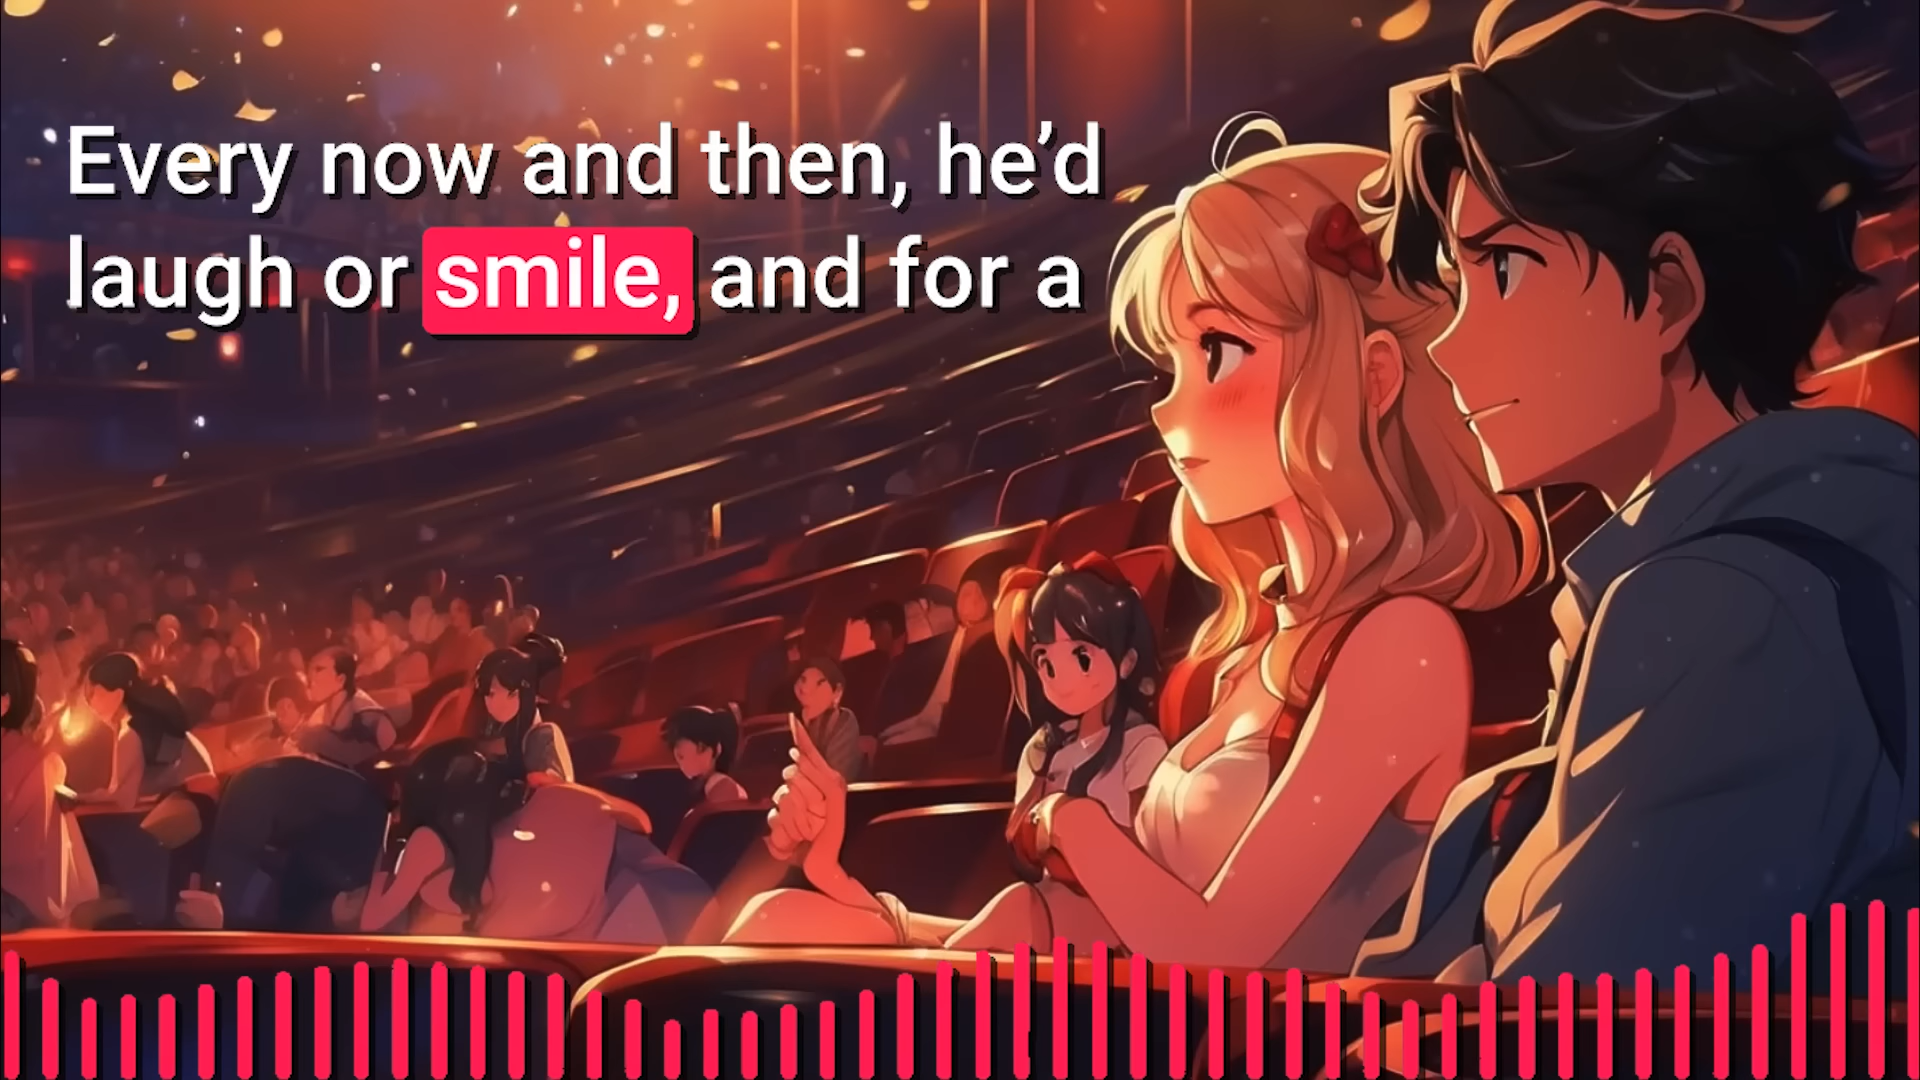 Every now and then, he’d
laugh or smile, and for a